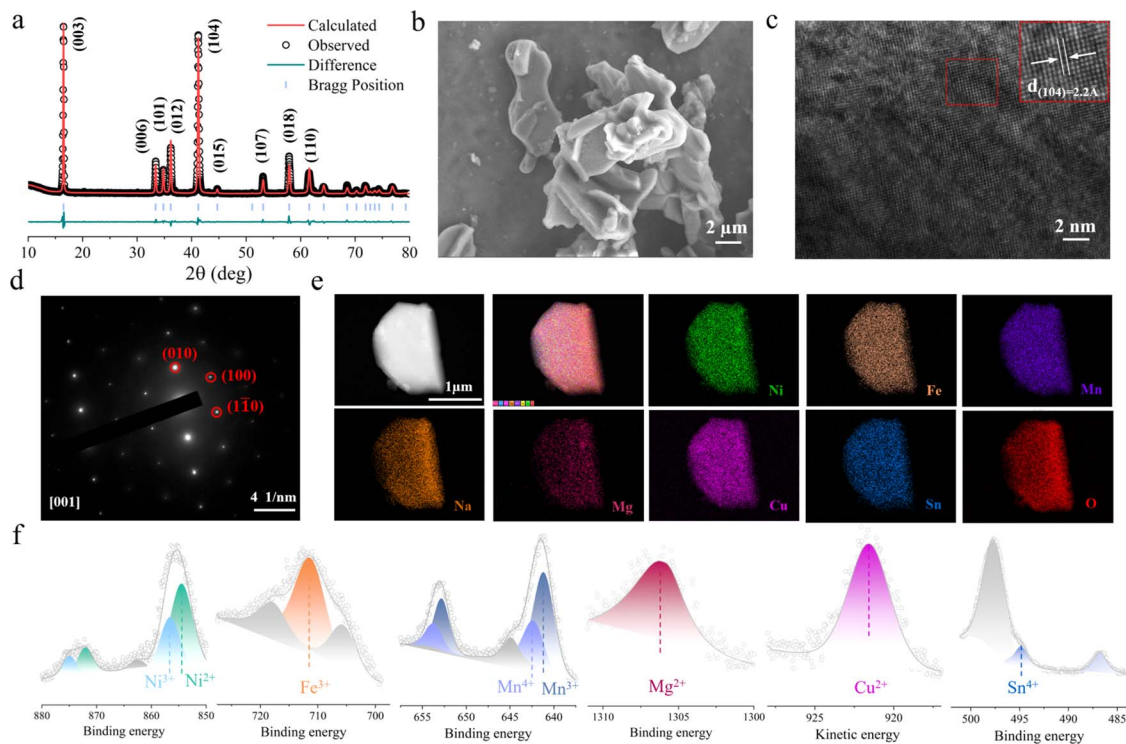 a
(003)
(104)
(101)
(012)
(006)
(015)
(107)
(018)
(110)
Calculated
Observed
Difference
Bragg Position
10 20 30 40 50 60 70 80
2θ (deg)
b
2 µm
c
d(104)=2.2Å
2 nm
d
(010)
(100)
(11̄0)
[001]
4 1/nm
e
1µm
Ni
Fe
Mn
Na
Mg
Cu
Sn
O
f
Ni³⁺
Ni²⁺
880 870 860 850
Binding energy
Fe³⁺
720 710 700
Binding energy
Mn⁴⁺
Mn³⁺
655 650 645 640
Binding energy
Mg²⁺
1310 1305 1300
Binding energy
Cu²⁺
925 920
Kinetic energy
Sn⁴⁺
500 495 490 485
Binding energy